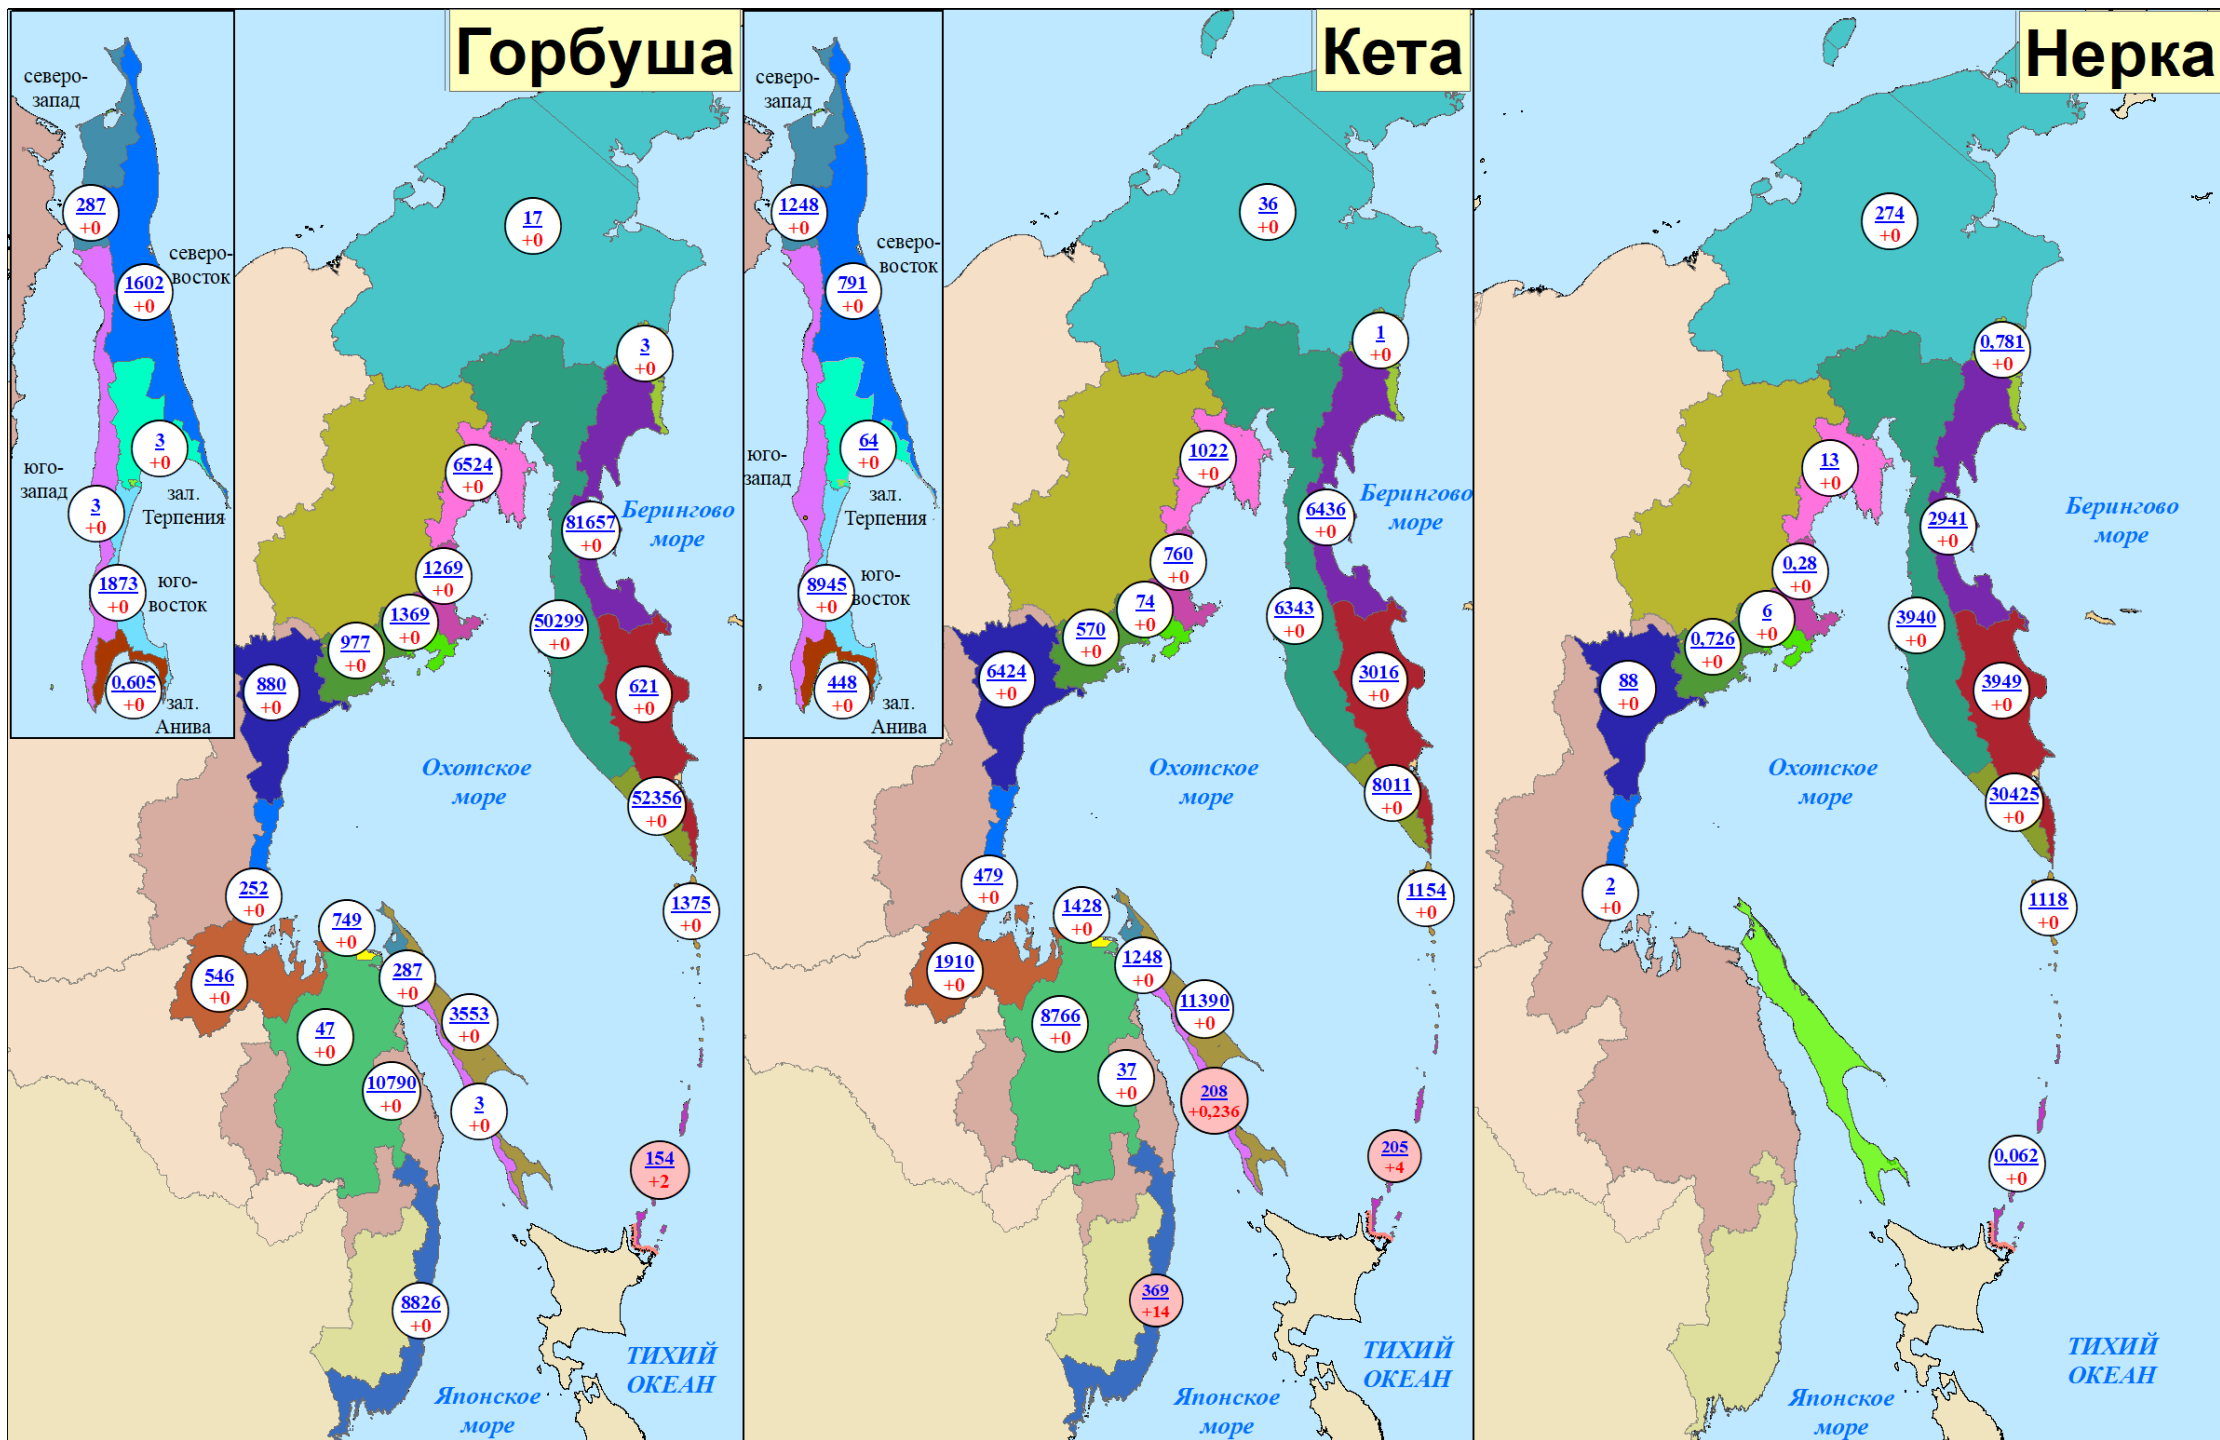 Горбуша
северо-
запад
287
+0
северо-
восток
1602
+0
3
+0
юго-
запад
зал.
Терпения
3
+0
1873
+0
юго-
восток
0,605
+0
зал.
Анива
17
+0
3
+0
6524
+0
81657
+0
Берингово
море
1269
+0
1369
+0
977
+0
50299
+0
880
+0
621
+0
Охотское
море
52356
+0
252
+0
749
+0
1375
+0
546
+0
287
+0
3553
+0
47
+0
10790
+0
3
+0
154
+2
8826
+0
ТИХИЙ
ОКЕАН
Японское
море
Кета
северо-
запад
1248
+0
северо-
восток
791
+0
64
+0
юго-
запад
зал.
Терпения
8945
+0
юго-
восток
448
+0
зал.
Анива
36
+0
1
+0
1022
+0
6436
+0
Берингово
море
760
+0
74
+0
570
+0
6343
+0
6424
+0
3016
+0
Охотское
море
8011
+0
479
+0
1428
+0
1154
+0
1910
+0
1248
+0
11390
+0
8766
+0
37
+0
208
+0,236
205
+4
369
+14
ТИХИЙ
ОКЕАН
Японское
море
Нерка
274
+0
0,781
+0
13
+0
2941
+0
Берингово
море
0,28
+0
6
+0
0,726
+0
3940
+0
88
+0
3949
+0
Охотское
море
30425
+0
2
+0
1118
+0
0,062
+0
ТИХИЙ
ОКЕАН
Японское
море